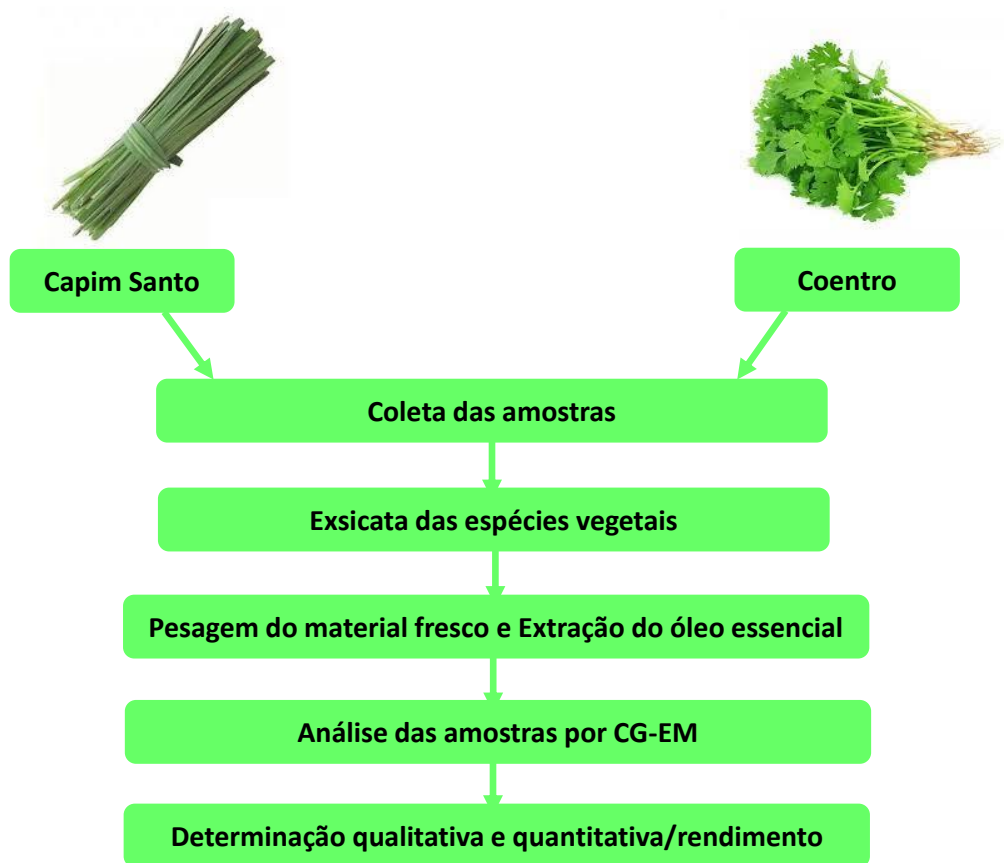 Capim Santo
Coentro
Coleta das amostras
Exsicata das espécies vegetais
Pesagem do material fresco e Extração do óleo essencial
Análise das amostras por CG-EM
Determinação qualitativa e quantitativa/rendimento